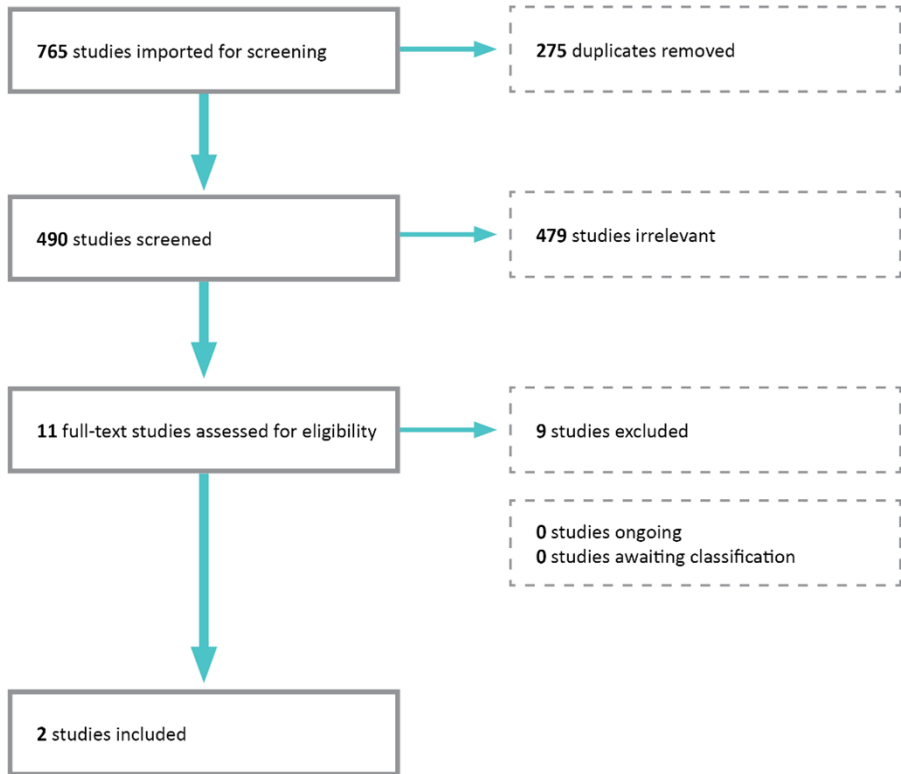 765 studies imported for screening
275 duplicates removed
490 studies screened
479 studies irrelevant
11 full-text studies assessed for eligibility
9 studies excluded
0 studies ongoing
0 studies awaiting classification
2 studies included